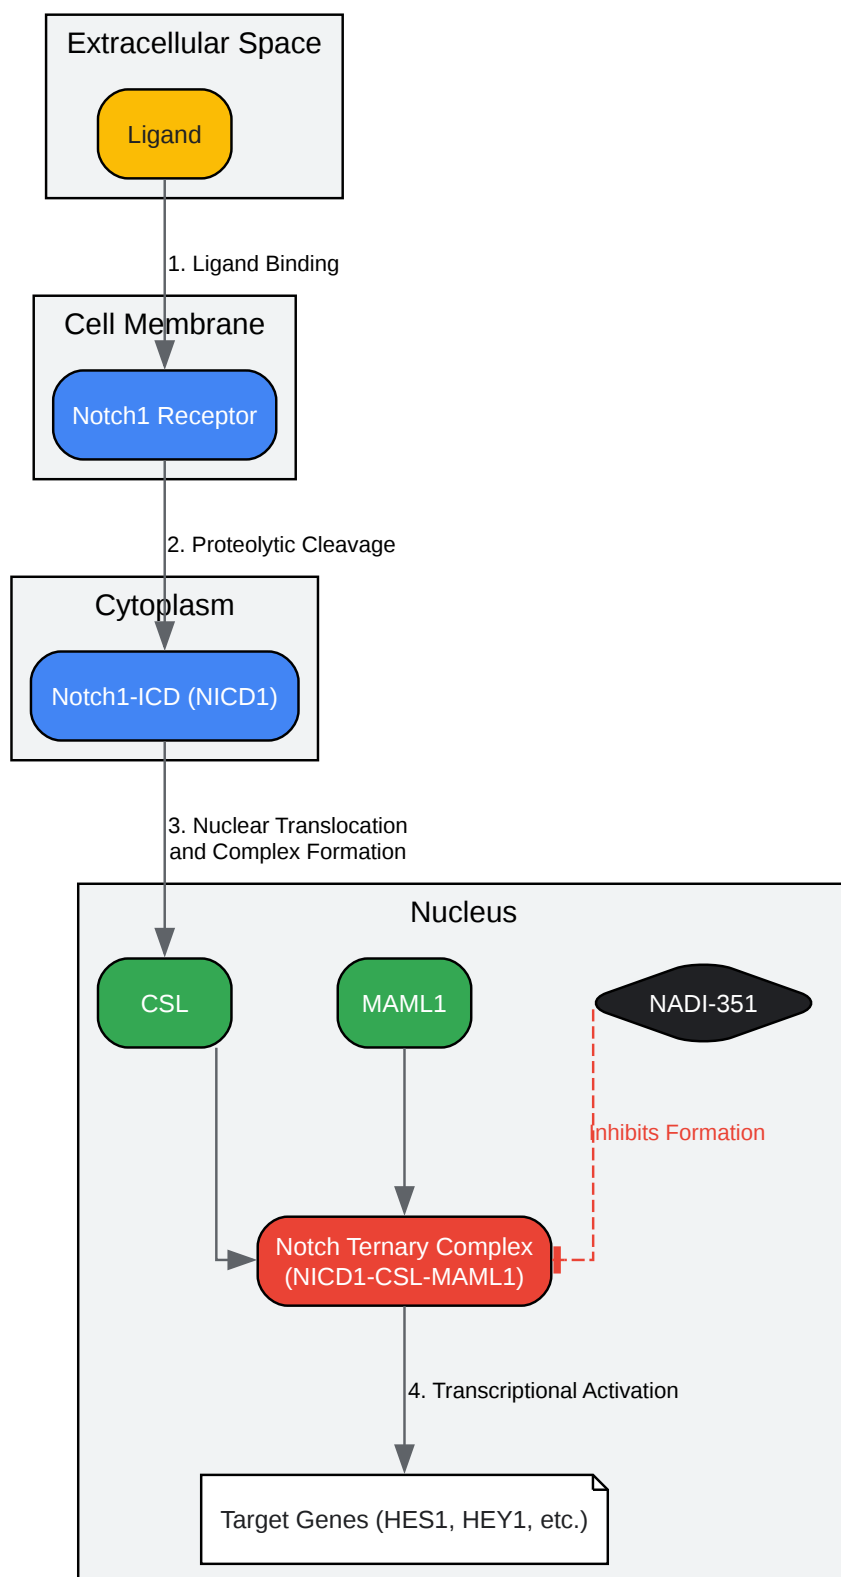 Extracellular Space
Ligand
1. Ligand Binding
Cell Membrane
Notch1 Receptor
2. Proteolytic Cleavage
Cytoplasm
Notch1-ICD (NICD1)
3. Nuclear Translocation
and Complex Formation
Nucleus
CSL
MAML1
NADI-351
Inhibits Formation
Notch Ternary Complex
(NICD1-CSL-MAML1)
4. Transcriptional Activation
Target Genes (HES1, HEY1, etc.)